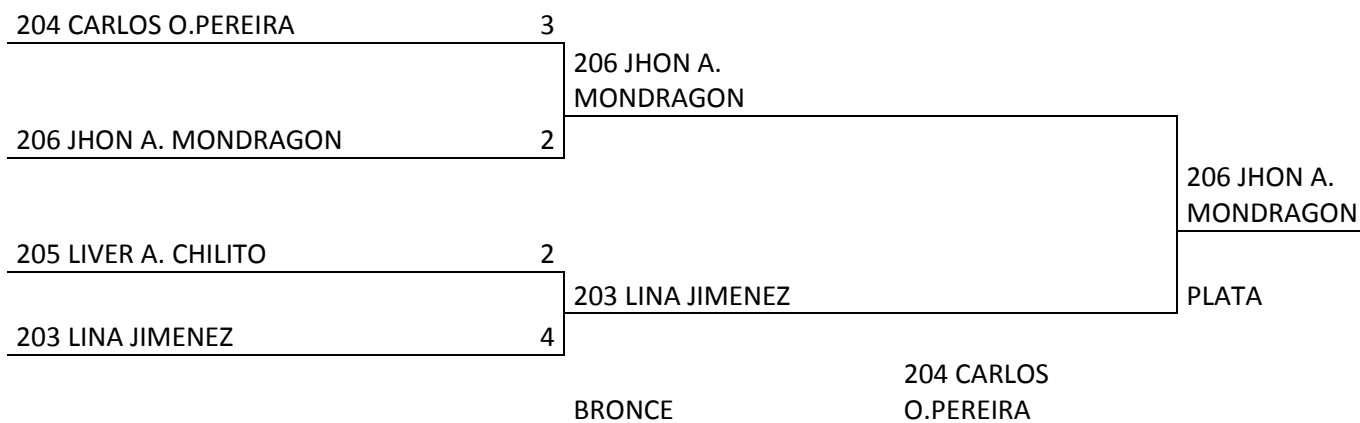 204 CARLOS O.PEREIRA 3
206 JHON A.
MONDRAGON
206 JHON A. MONDRAGON 2
206 JHON A.
MONDRAGON
205 LIVER A. CHILITO 2
203 LINA JIMENEZ PLATA
203 LINA JIMENEZ 4
204 CARLOS
BRONCE O.PEREIRA